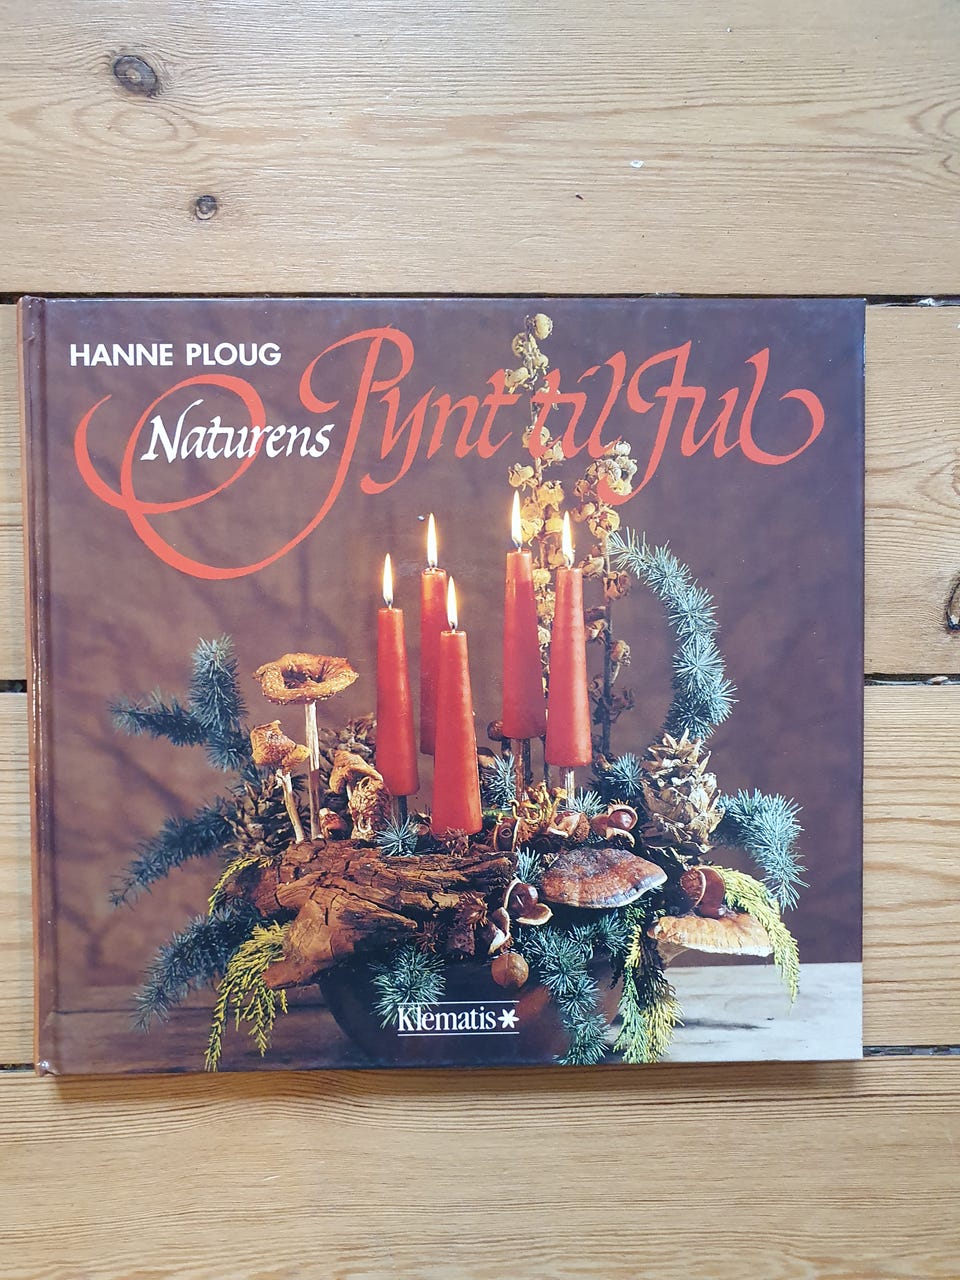 HANNE PLOUG
Naturens Pynt til Jul
Klematis